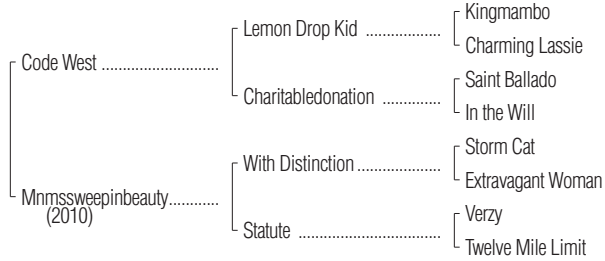 Kingmambo
Lemon Drop Kid ..................
Charming Lassie
Code West ............................
Saint Ballado
Charitabledonation ..............
In the Will
Storm Cat
With Distinction ....................
Extravagant Woman
Mnmssweepinbeauty............
(2010)
Verzy
Statute ..................................
Twelve Mile Limit